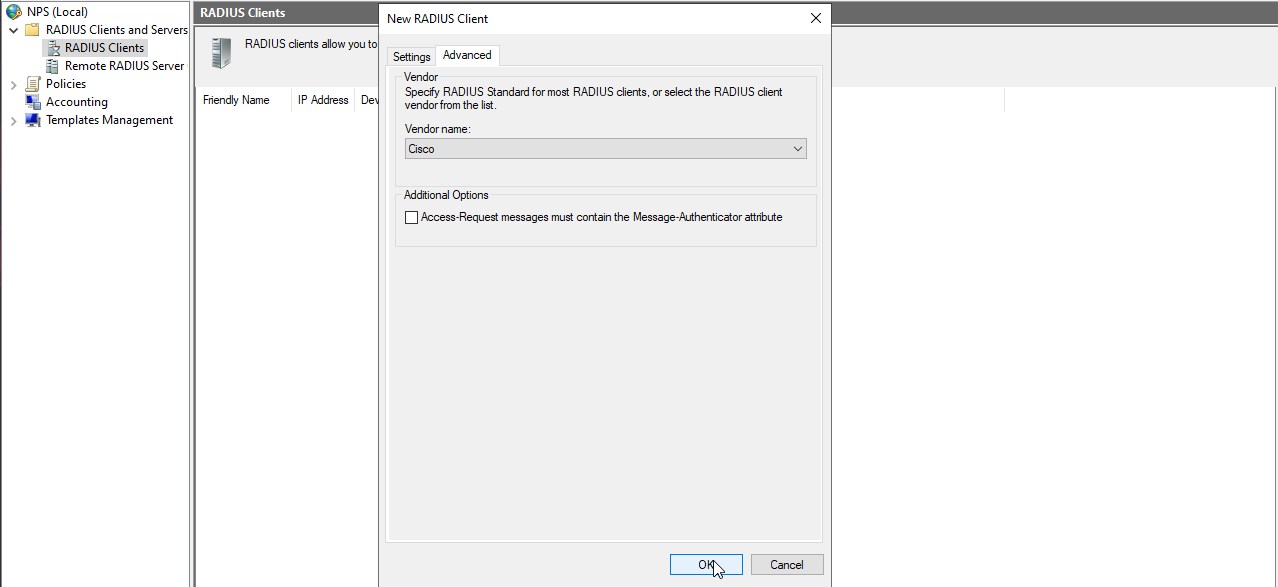 NPS (Local)
RADIUS Clients and Servers
RADIUS Clients
Remote RADIUS Server
Policies
Accounting
Templates Management
RADIUS Clients
RADIUS clients allow you to
Friendly Name IP Address Dev
New RADIUS Client
Settings Advanced
Vendor
Specify RADIUS Standard for most RADIUS clients, or select the RADIUS client
vendor from the list.
Vendor name:
Cisco
Additional Options
Access-Request messages must contain the Message-Authenticator attribute
OK Cancel